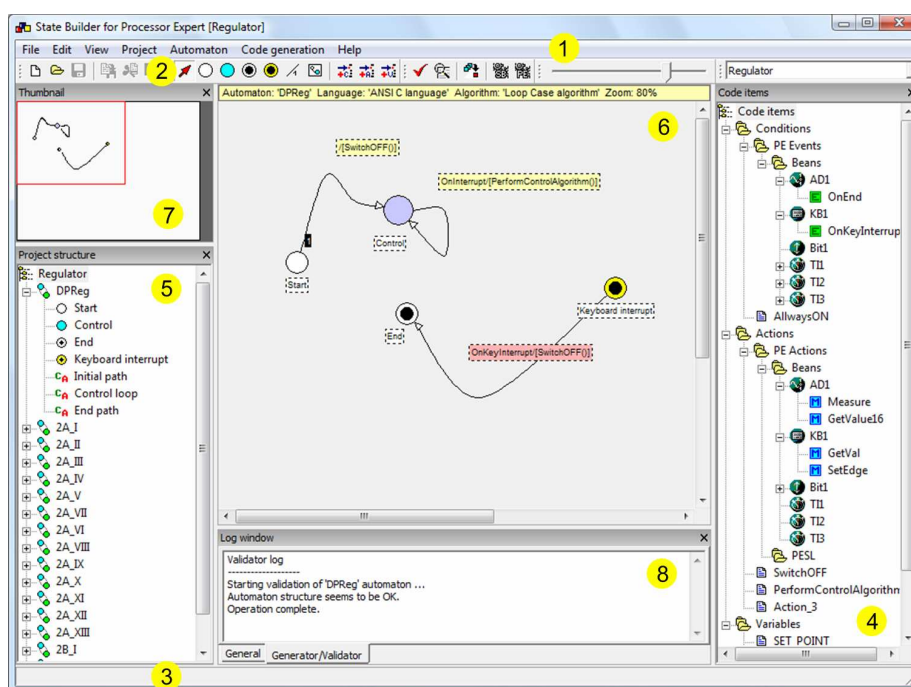 State Builder for Processor Expert [Regulator]
File Edit View Project Automaton Code generation Help
1
2
Regulator
Thumbnail
7
Project structure
Regulator
DPReg
Start
Control
End
Keyboard interrupt
Initial path
Control loop
End path
2A_I
2A_II
2A_III
2A_IV
2A_V
2A_VII
2A_VI
2A_VIII
2A_IX
2A_X
2A_XI
2A_XII
2A_XIII
2B_I
5
3
Automaton: 'DPReg' Language: 'ANSI C language' Algorithm: 'Loop Case algorithm' Zoom: 80%
6
/[SwitchOFF()]
OnInterrupt/[PerformControlAlgorithm()]
Control
Start
Keyboard interrupt
End
OnKeyInterrupt/[SwitchOFF()]
Log window
Validator log
-------------------
Starting validation of 'DPReg' automaton ...
Automaton structure seems to be OK.
Operation complete.
8
General Generator/Validator
Code items
Code items
Conditions
PE Events
Beans
AD1
E OnEnd
KB1
E OnKeyInterrup
Bit1
TI1
TI2
TI3
AllwaysON
Actions
PE Actions
Beans
AD1
M Measure
M GetValue16
KB1
M GetVal
M SetEdge
Bit1
TI1
TI2
TI3
PESL
SwitchOFF
PerformControlAlgorithm
Action_3
Variables
SET_POINT
4